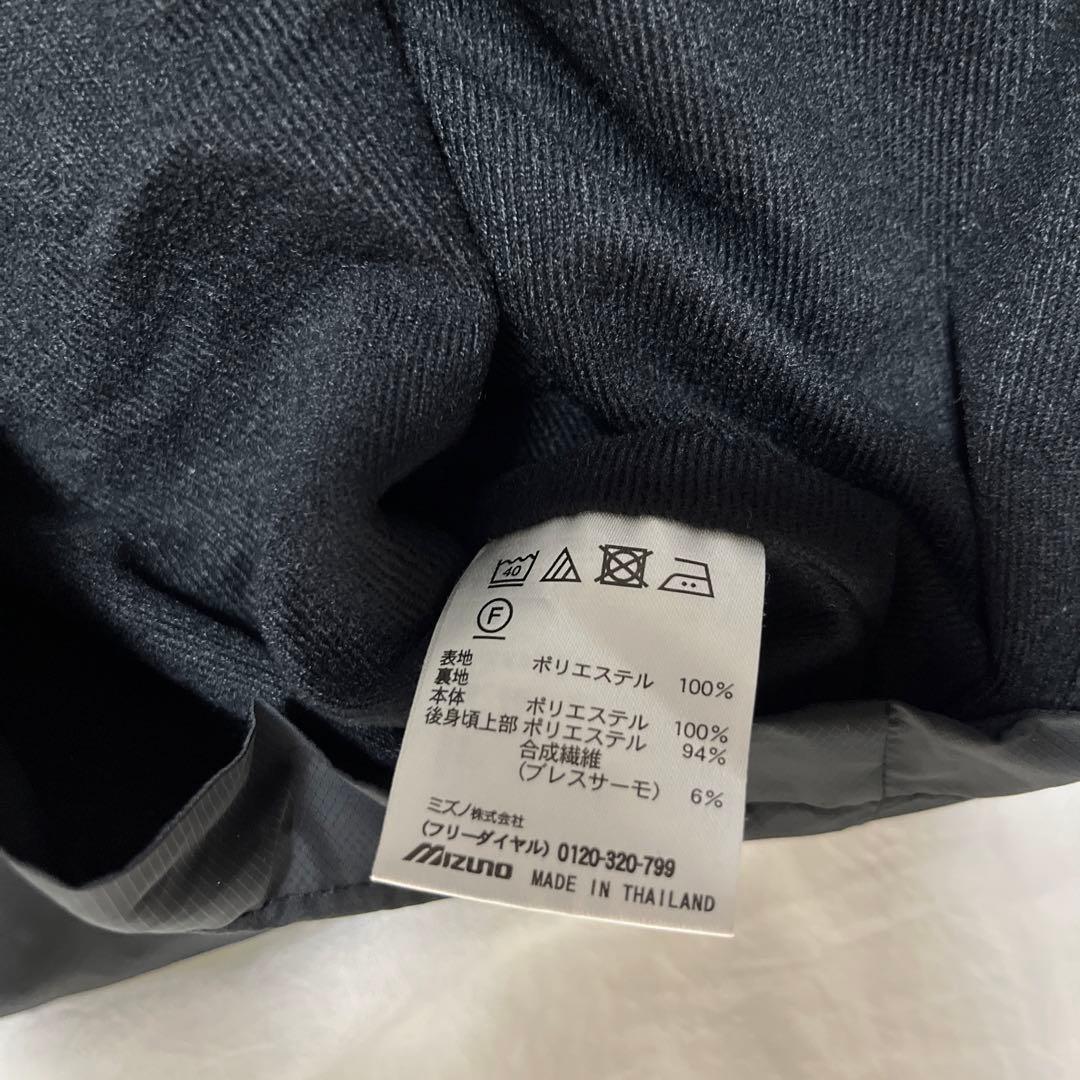 40
F
表地 ポリエステル 100%
裏地
本体 ポリエステル 100%
後身頃上部 ポリエステル 94%
合成繊維
(ブレスサーモ) 6%
ミズノ株式会社
(フリーダイヤル) 0120-320-799
MIZUNO MADE IN THAILAND